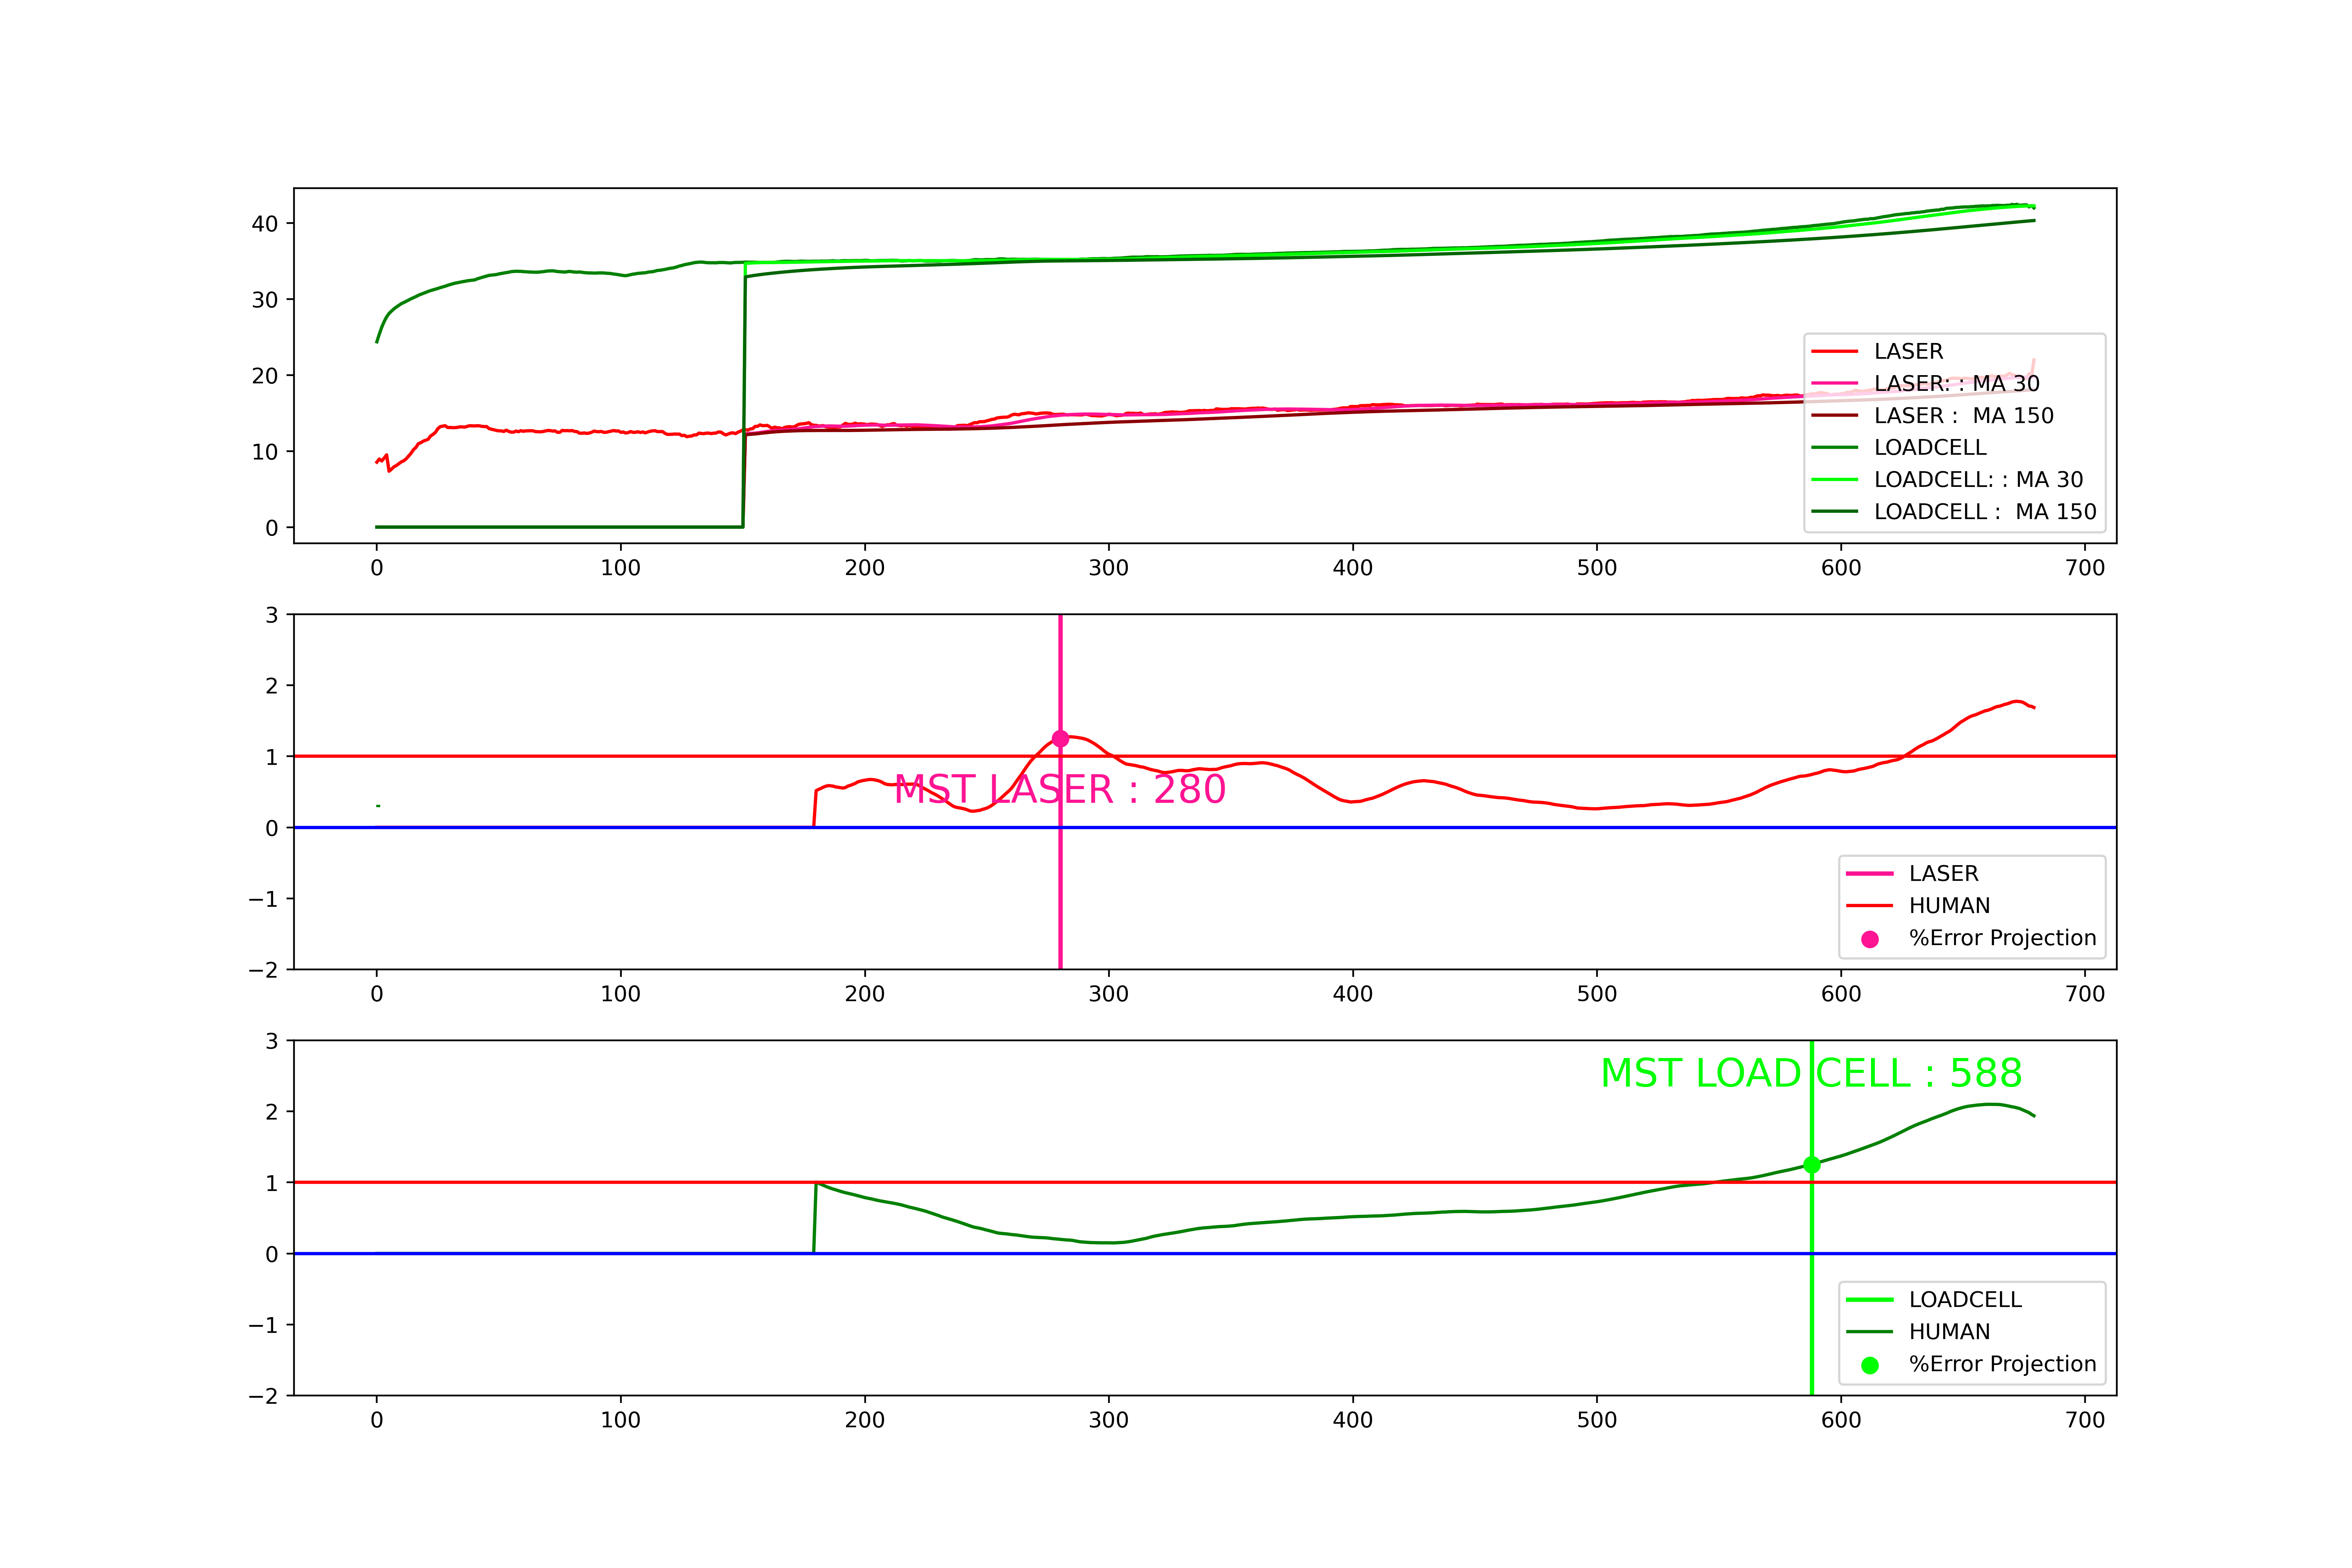 40
30
20
10
0
LASER
LASER: : MA 30
LASER :  MA 150
LOADCELL
LOADCELL: : MA 30
LOADCELL :  MA 150
0 100 200 300 400 500 600 700
3
2
1
0
−1
−2
MST LASER : 280
LASER
HUMAN
%Error Projection
0 100 200 300 400 500 600 700
3
2
1
0
−1
−2
MST LOAD CELL : 588
LOADCELL
HUMAN
%Error Projection
0 100 200 300 400 500 600 700